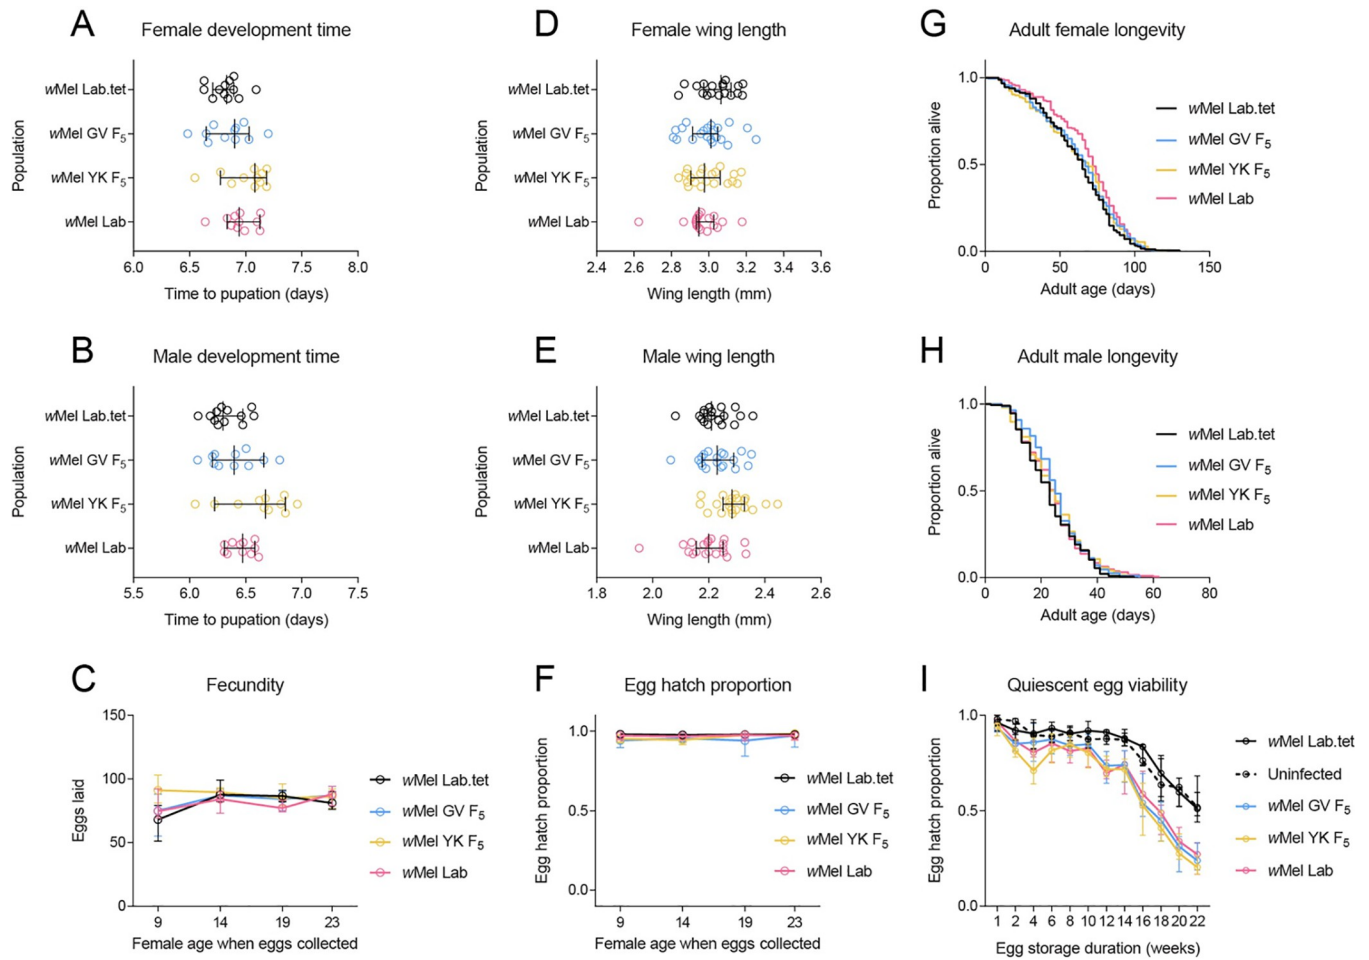 A Female development time
Population
wMel Lab.tet
wMel GV F5
wMel YK F5
wMel Lab
6.0 6.5 7.0 7.5 8.0
Time to pupation (days)
D Female wing length
Population
wMel Lab.tet
wMel GV F5
wMel YK F5
wMel Lab
2.4 2.6 2.8 3.0 3.2 3.4 3.6
Wing length (mm)
G Adult female longevity
Proportion alive
1.0
0.5
0.0
0 50 100 150
Adult age (days)
wMel Lab.tet
wMel GV F5
wMel YK F5
wMel Lab
B Male development time
Population
wMel Lab.tet
wMel GV F5
wMel YK F5
wMel Lab
5.5 6.0 6.5 7.0 7.5
Time to pupation (days)
E Male wing length
Population
wMel Lab.tet
wMel GV F5
wMel YK F5
wMel Lab
1.8 2.0 2.2 2.4 2.6
Wing length (mm)
H Adult male longevity
Proportion alive
1.0
0.5
0.0
0 20 40 60 80
Adult age (days)
wMel Lab.tet
wMel GV F5
wMel YK F5
wMel Lab
C Fecundity
Eggs laid
150
100
50
0
9 14 19 23
Female age when eggs collected
wMel Lab.tet
wMel GV F5
wMel YK F5
wMel Lab
F Egg hatch proportion
Egg hatch proportion
1.0
0.0
9 14 19 23
Female age when eggs collected
wMel Lab.tet
wMel GV F5
wMel YK F5
wMel Lab
I Quiescent egg viability
Egg hatch proportion
1.0
0.5
0.0
1 2 4 6 8 10 12 14 16 18 20 22
Egg storage duration (weeks)
wMel Lab.tet
Uninfected
wMel GV F5
wMel YK F5
wMel Lab